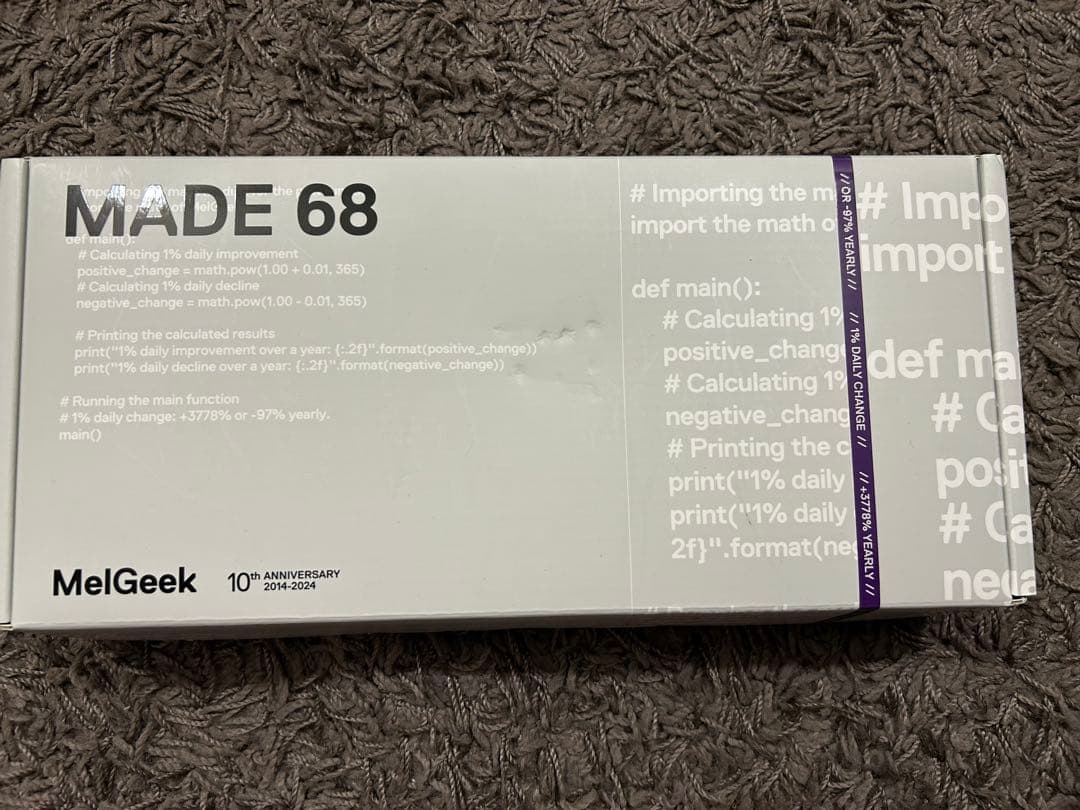 MADE 68
def main():
# Calculating 1% daily improvement
positive_change = math.pow(1.00 + 0.01, 365)
# Calculating 1% daily decline
negative_change = math.pow(1.00 - 0.01, 365)
# Printing the calculated results
print("1% daily improvement over a year: {:.2f}".format(positive_change))
print("1% daily decline over a year: {:.2f}".format(negative_change))
# Running the main function
# 1% daily change: +3778% or -97% yearly.
main()
MelGeek
10th ANNIVERSARY
2014-2024
# Importing the m
import the math o
def main():
# Calculating 1%
positive_chang
# Calculating 1%
negative_chang
# Printing the c
print("1% daily
print("1% daily
2f}".format(neg
// OR -97% YEARLY // // 1% DAILY CHANGE // // +3778% YEARLY //
# Impo
import
def ma
# Ca
posit
# Ca
nega